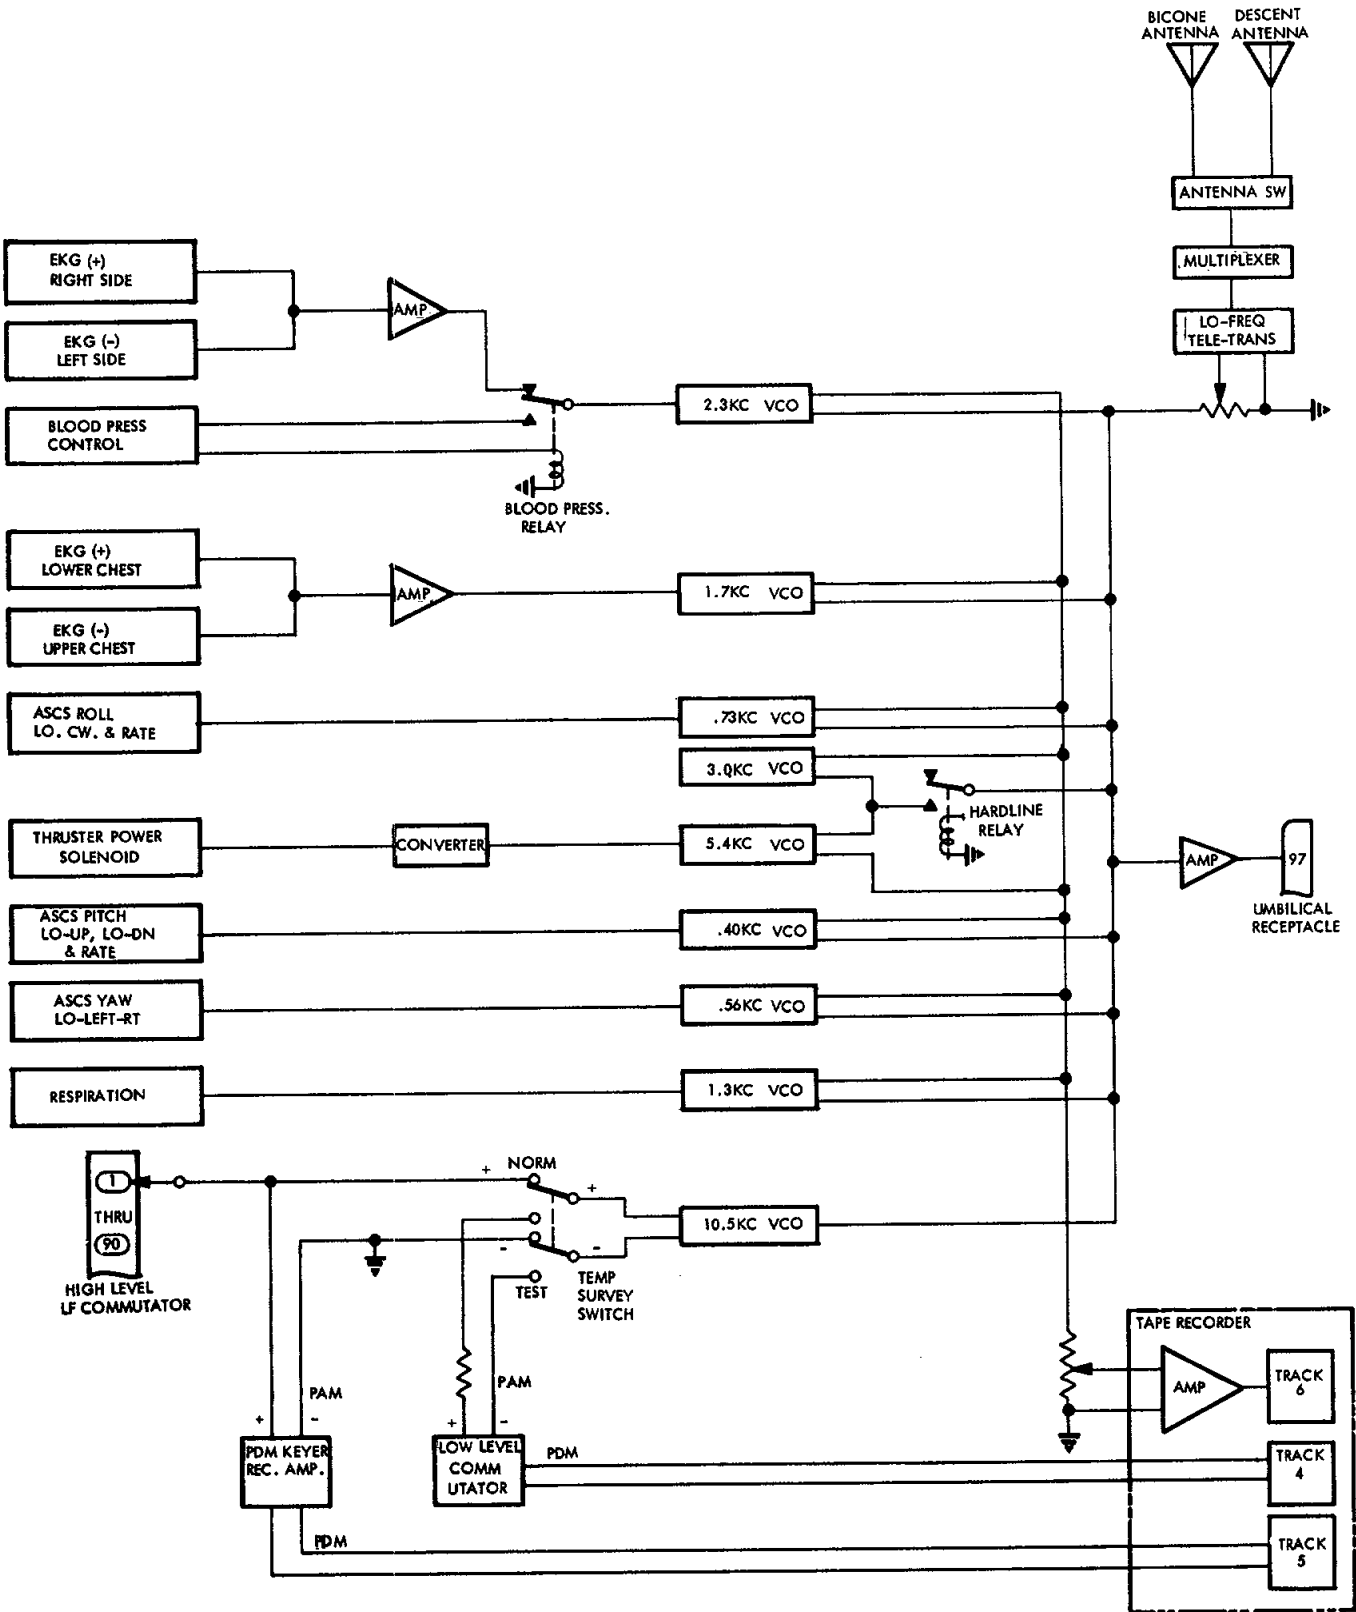 BICONE
ANTENNA
DESCENT
ANTENNA
ANTENNA SW
MULTIPLEXER
LO-FREQ
TELE-TRANS
EKG (+)
RIGHT SIDE
EKG (-)
LEFT SIDE
AMP.
BLOOD PRESS
CONTROL
2.3KC VCO
BLOOD PRESS.
RELAY
EKG (+)
LOWER CHEST
EKG (-)
UPPER CHEST
AMP
1.7KC VCO
ASCS ROLL
LO. CW. & RATE
.73KC VCO
3.0KC VCO
HARDLINE
RELAY
THRUSTER POWER
SOLENOID
CONVERTER
5.4KC VCO
AMP
97
UMBILICAL
RECEPTACLE
ASCS PITCH
LO-UP, LO-DN
& RATE
.40KC VCO
ASCS YAW
LO-LEFT-RT
.56KC VCO
RESPIRATION
1.3KC VCO
1
THRU
90
HIGH LEVEL
LF COMMUTATOR
+ NORM
+
-
-
TEST
TEMP
SURVEY
SWITCH
10.5KC VCO
PAM
+ -
PDM KEYER
REC. AMP.
PAM
+ -
LOW LEVEL
COMM
UTATOR
PDM
PDM
TAPE RECORDER
AMP
TRACK
6
TRACK
4
TRACK
5